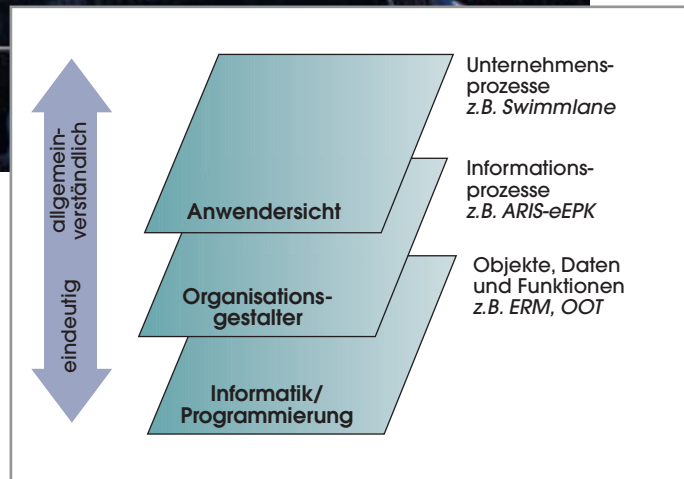 allgemein-
verständlich
eindeutig
Anwendersicht
Unternehmens-
prozesse
z.B. Swimmlane
Organisations-
gestalter
Informations-
prozesse
z.B. ARIS-eEPK
Informatik/
Programmierung
Objekte, Daten
und Funktionen
z.B. ERM, OOT